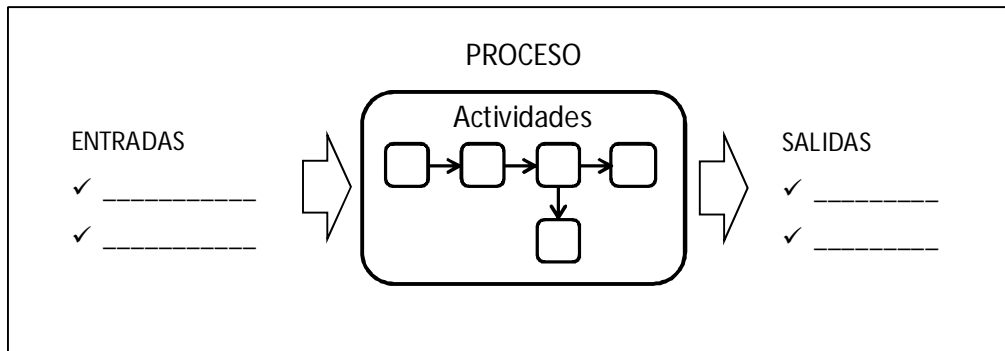 PROCESO
Actividades
ENTRADAS
✓ ___________
✓ ___________
SALIDAS
✓ _________
✓ _________